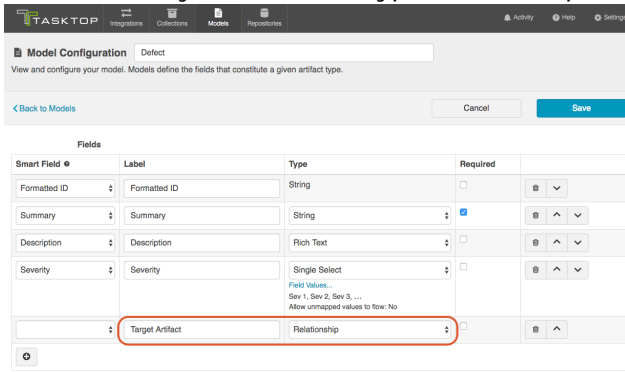 TASKTOP Integrations Collections Models Repositories Activity Help Settings
Model Configuration Defect
View and configure your model. Models define the fields that constitute a given artifact type.
Back to Models Cancel Save
Fields
Smart Field Label Type Required
Formatted ID Formatted ID String
Summary Summary String
Description Description Rich Text
Severity Severity Single Select
Field Values...
Sev 1, Sev 2, Sev 3, ...
Allow unmapped values to flow: No
Target Artifact Relationship